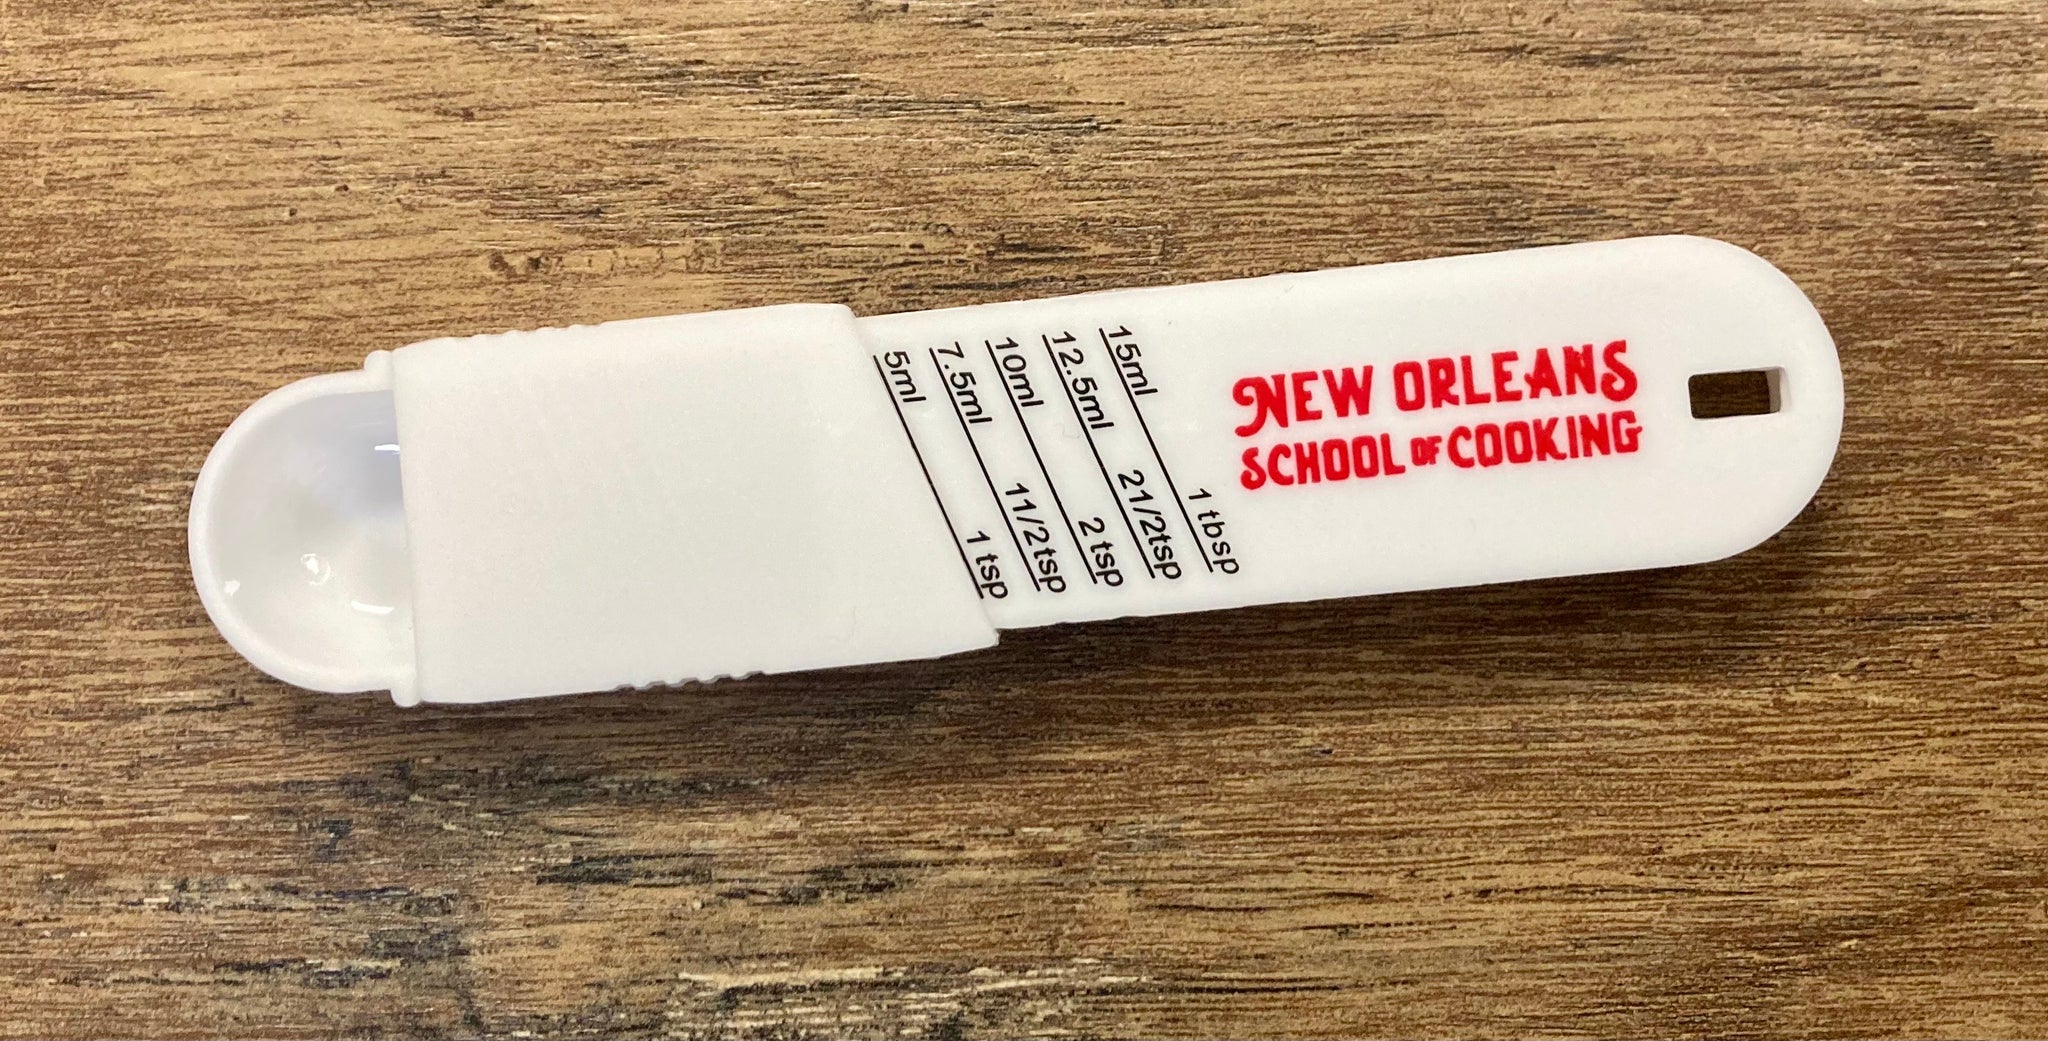 5ml 1 tsp
7.5ml 11/2tsp
10ml 2 tsp
12.5ml 21/2tsp
15ml 1 tbsp
NEW ORLEANS
SCHOOL OF COOKING